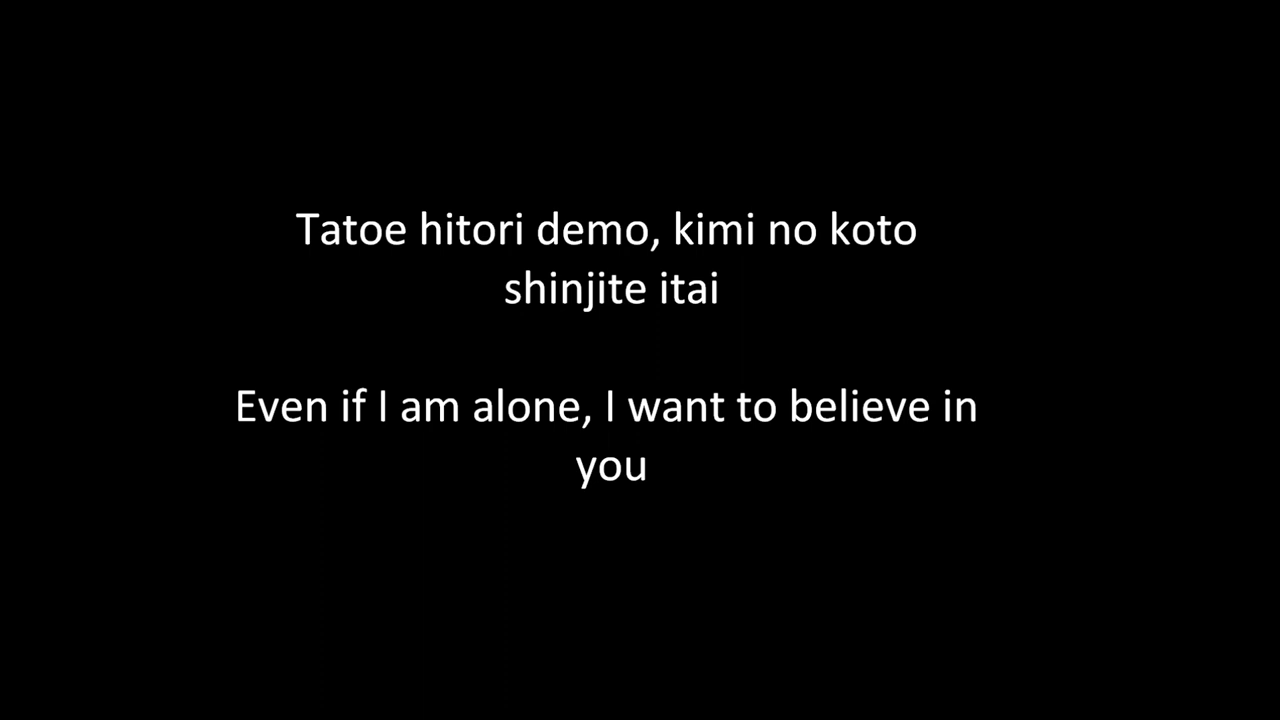 Tatoe hitori demo, kimi no koto
shinjite itai
Even if I am alone, I want to believe in
you